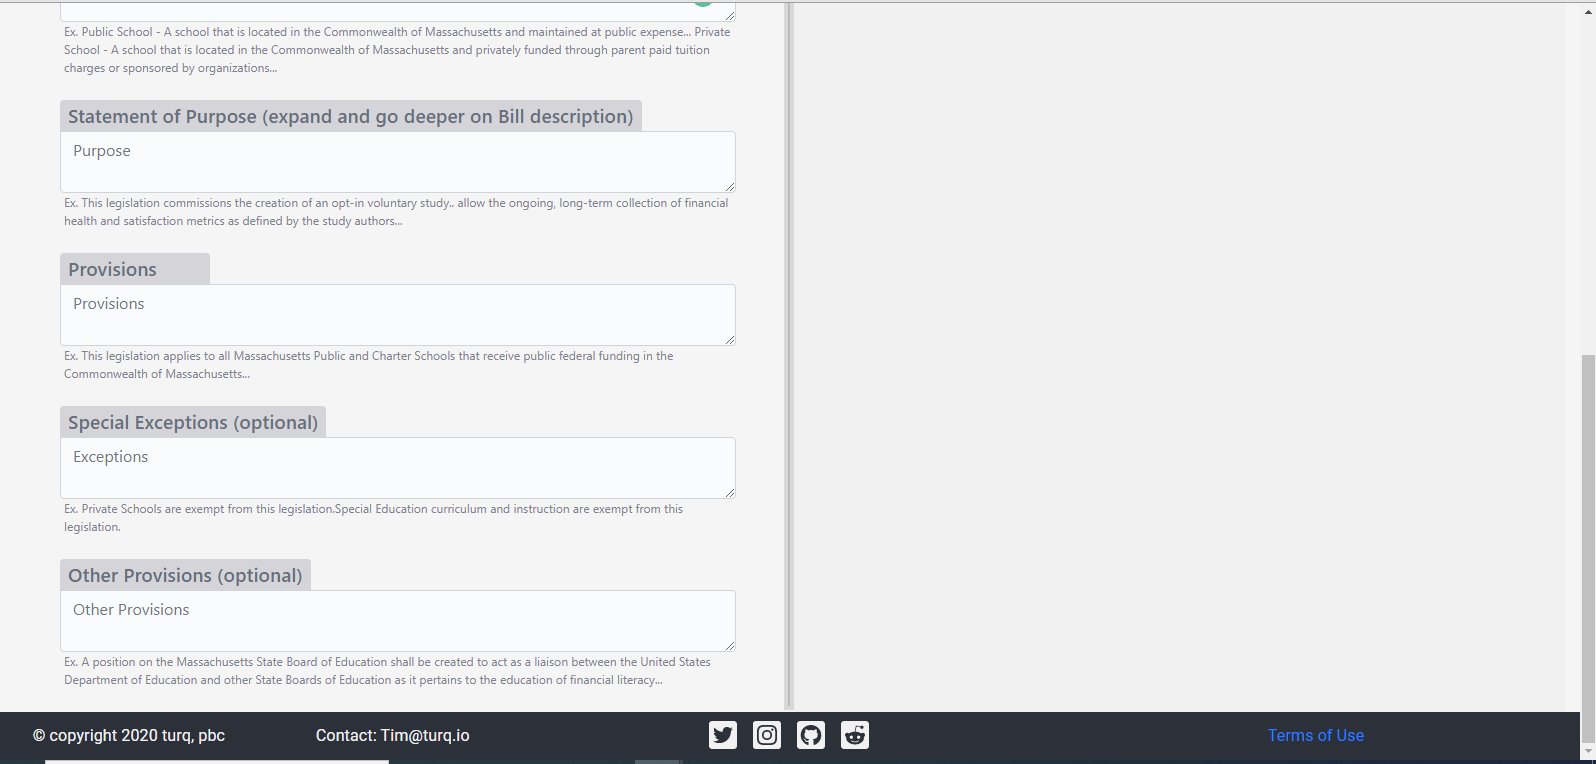 Ex. Public School - A school that is located in the Commonwealth of Massachusetts and maintained at public expense... Private
School - A school that is located in the Commonwealth of Massachusetts and privately funded through parent paid tuition
charges or sponsored by organizations...
Statement of Purpose (expand and go deeper on Bill description)
Purpose
Ex. This legislation commissions the creation of an opt-in voluntary study.. allow the ongoing, long-term collection of financial
health and satisfaction metrics as defined by the study authors...
Provisions
Provisions
Ex. This legislation applies to all Massachusetts Public and Charter Schools that receive public federal funding in the
Commonwealth of Massachusetts...
Special Exceptions (optional)
Exceptions
Ex. Private Schools are exempt from this legislation.Special Education curriculum and instruction are exempt from this
legislation.
Other Provisions (optional)
Other Provisions
Ex. A position on the Massachusetts State Board of Education shall be created to act as a liaison between the United States
Department of Education and other State Boards of Education as it pertains to the education of financial literacy...
© copyright 2020 turq, pbc Contact: Tim@turq.io Terms of Use